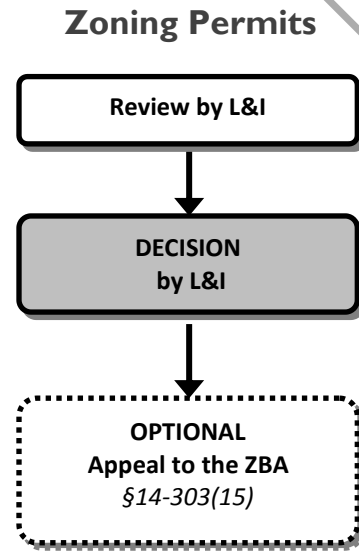 Zoning Permits
Review by L&I
DECISION
by L&I
OPTIONAL
Appeal to the ZBA
§14-303(15)